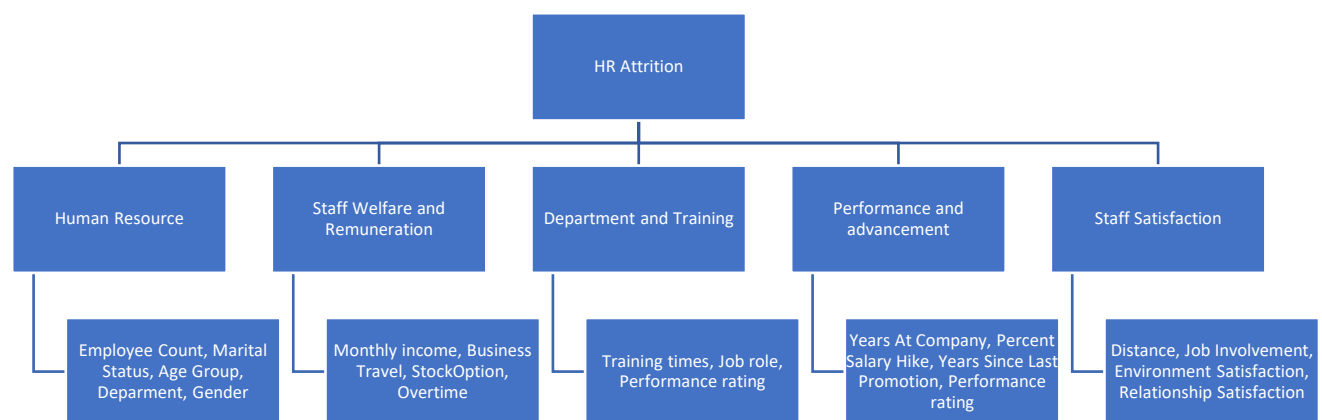 HR Attrition
Human Resource
Staff Welfare and
Remuneration
Department and Training
Performance and
advancement
Staff Satisfaction
Employee Count, Marital
Status, Age Group,
Deparment, Gender
Monthly income, Business
Travel, StockOption,
Overtime
Training times, Job role,
Performance rating
Years At Company, Percent
Salary Hike, Years Since Last
Promotion, Performance
rating
Distance, Job Involvement,
Environment Satisfaction,
Relationship Satisfaction